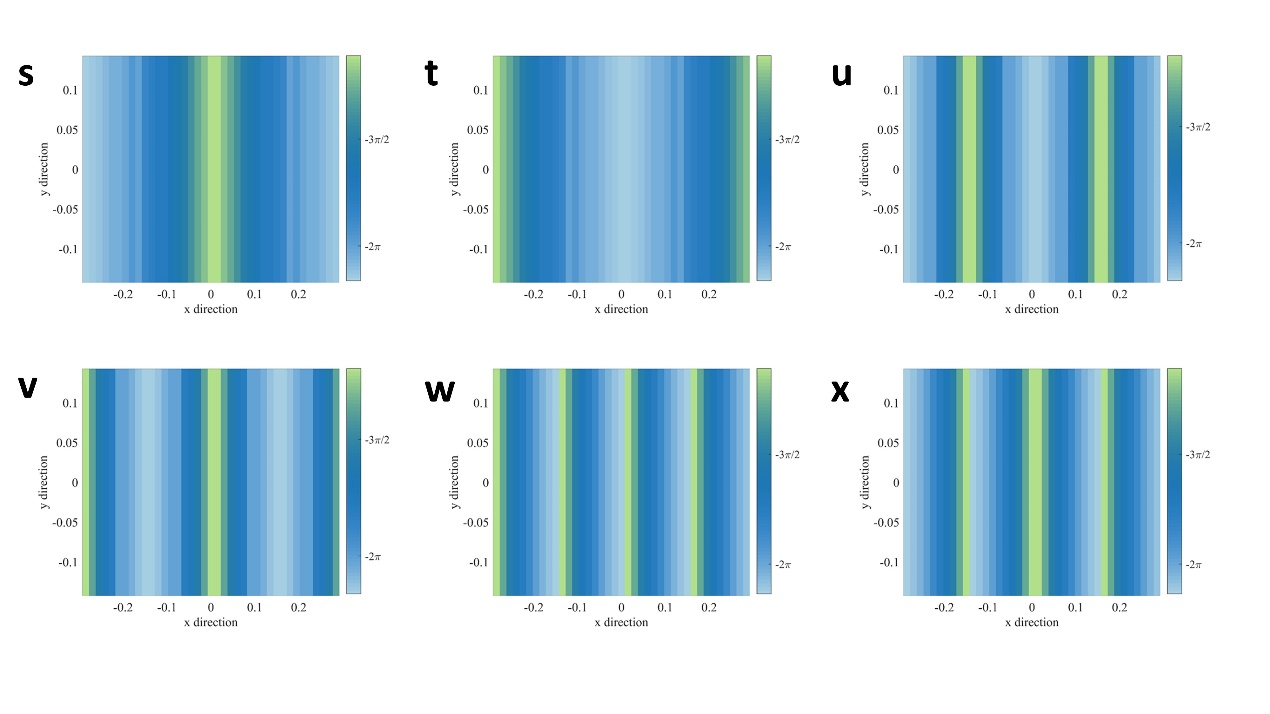 s
0.1
0.05
0
-0.05
-0.1
y direction
-0.2 -0.1 0 0.1 0.2
x direction
-3π/2
-2π
t
0.1
0.05
0
-0.05
-0.1
y direction
-0.2 -0.1 0 0.1 0.2
x direction
-3π/2
-2π
u
0.1
0.05
0
-0.05
-0.1
y direction
-0.2 -0.1 0 0.1 0.2
x direction
-3π/2
-2π
v
0.1
0.05
0
-0.05
-0.1
y direction
-0.2 -0.1 0 0.1 0.2
x direction
-3π/2
-2π
w
0.1
0.05
0
-0.05
-0.1
y direction
-0.2 -0.1 0 0.1 0.2
x direction
-3π/2
-2π
x
0.1
0.05
0
-0.05
-0.1
y direction
-0.2 -0.1 0 0.1 0.2
x direction
-3π/2
-2π